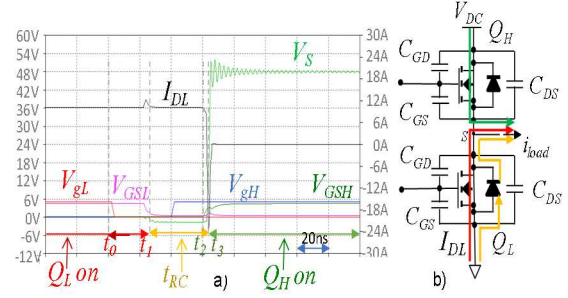 60V
54V
48V
42V
36V
30V
24V
18V
12V
6V
0V
-6V
-12V
30A
24A
18A
12A
6A
0A
-6A
-12A
-18A
-24A
30A
V_S
I_DL
V_gL
V_GSL
V_gH
V_GSH
t_0
t_1
t_2
t_3
20ns
Q_L on
t_RC
a)
Q_H on
V_DC
Q_H
C_GD
C_DS
C_GS
s
i_load
C_GD
C_DS
C_GS
I_DL
Q_L
b)